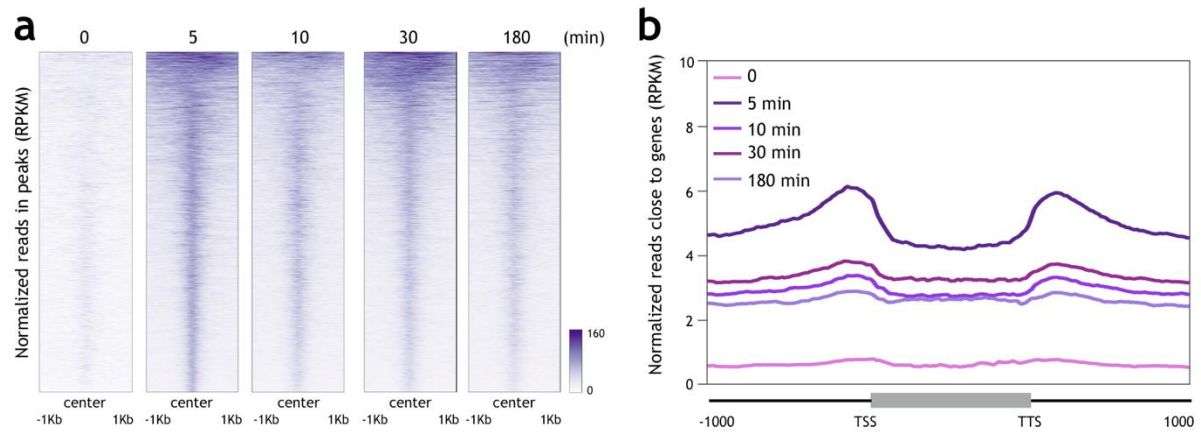 a
0 5 10 30 180 (min)
Normalized reads in peaks (RPKM)
160
0
center center center center center
-1Kb 1Kb -1Kb 1Kb -1Kb 1Kb -1Kb 1Kb -1Kb 1Kb
b
Normalized reads close to genes (RPKM)
10
8
6
4
2
0
0
5 min
10 min
30 min
180 min
-1000 TSS TTS 1000